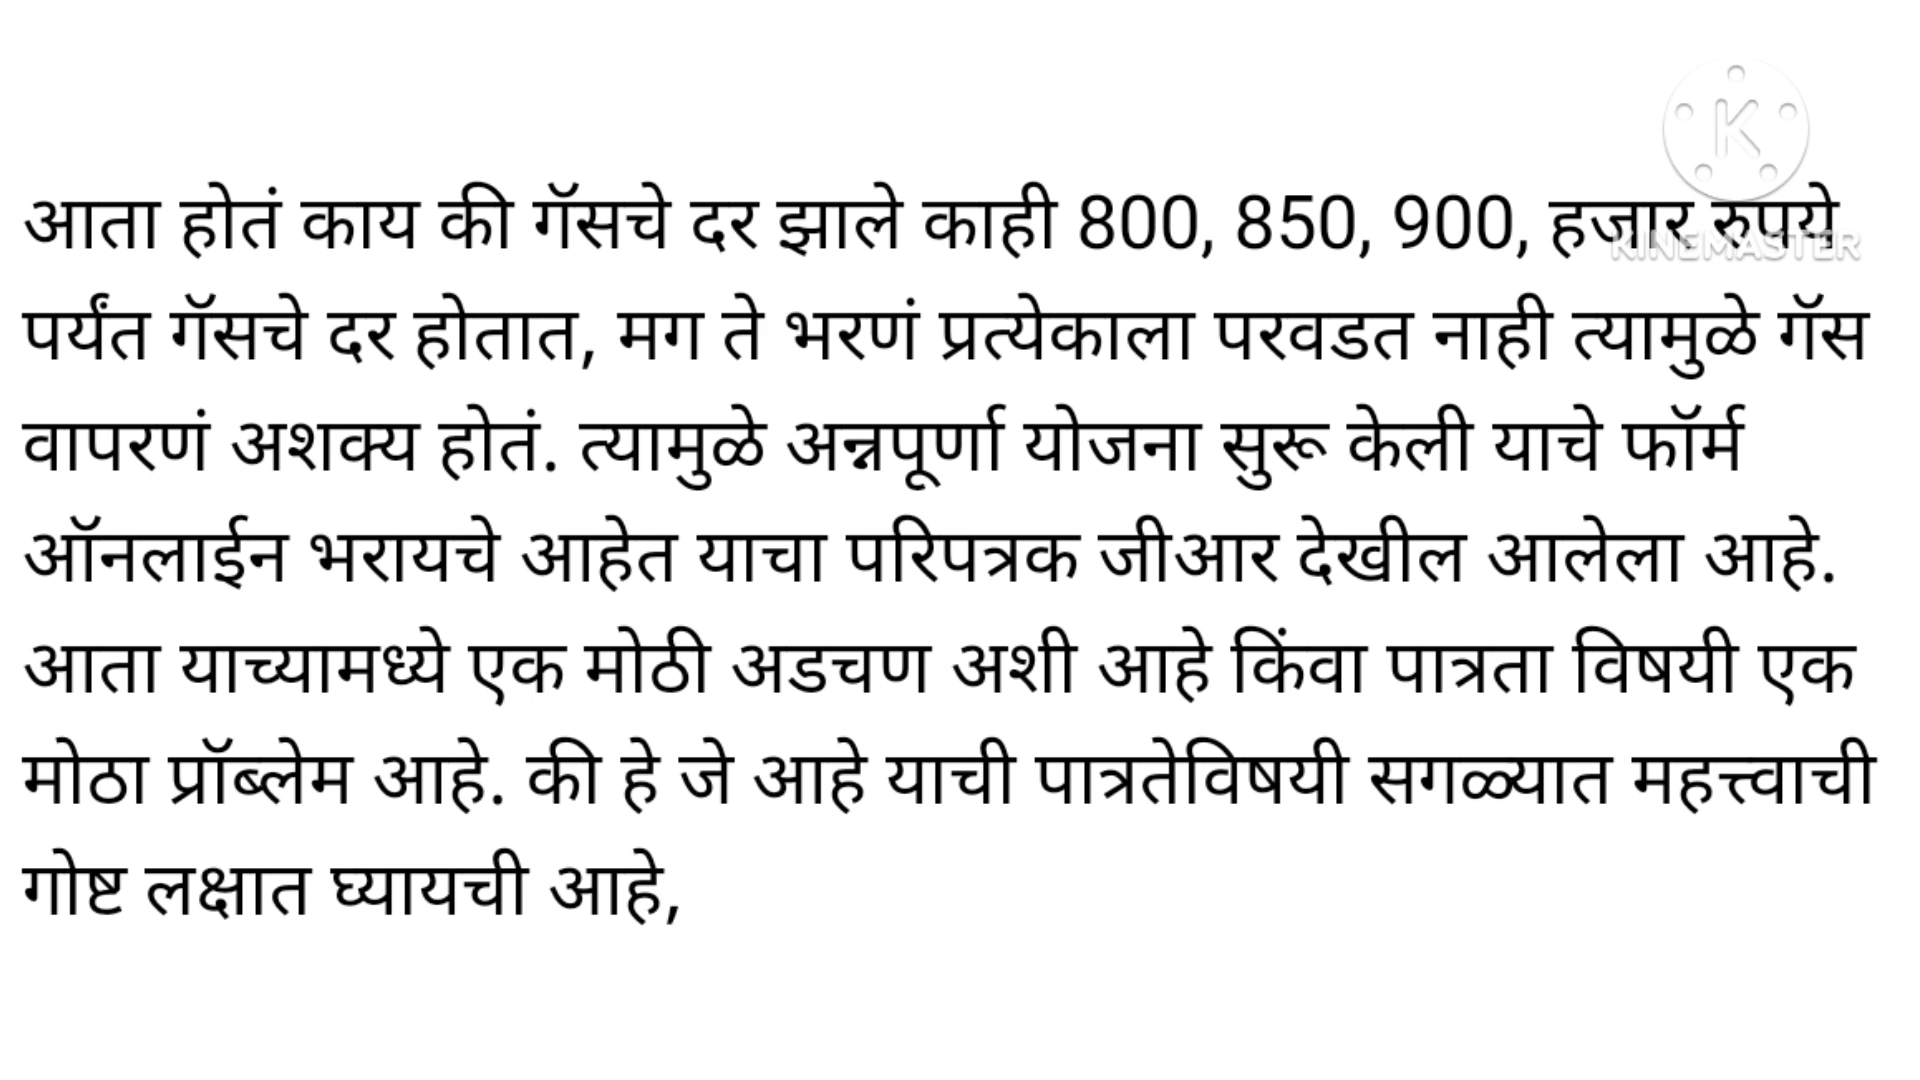 आता होतं काय की गॅसचे दर झाले काही 800, 850, 900, हजार रुपये
KINEMASTER
पर्यंत गॅसचे दर होतात, मग ते भरणं प्रत्येकाला परवडत नाही त्यामुळे गॅस
वापरणं अशक्य होतं. त्यामुळे अन्नपूर्णा योजना सुरू केली याचे फॉर्म
ऑनलाईन भरायचे आहेत याचा परिपत्रक जीआर देखील आलेला आहे.
आता याच्यामध्ये एक मोठी अडचण अशी आहे किंवा पात्रता विषयी एक
मोठा प्रॉब्लेम आहे. की हे जे आहे याची पात्रतेविषयी सगळ्यात महत्त्वाची
गोष्ट लक्षात घ्यायची आहे,